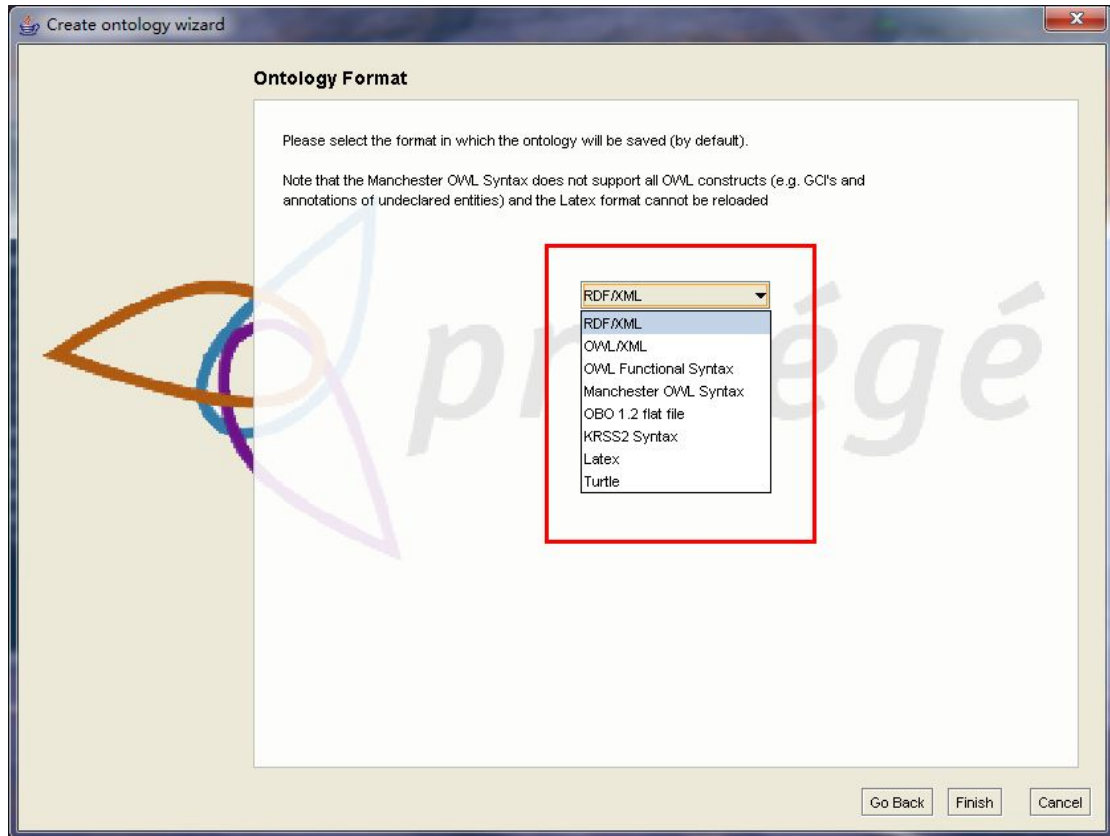 Create ontology wizard
Ontology Format
Please select the format in which the ontology will be saved (by default).
Note that the Manchester OWL Syntax does not support all OWL constructs (e.g. GCI's and
annotations of undeclared entities) and the Latex format cannot be reloaded
RDF/XML
RDF/XML
OWL/XML
OWL Functional Syntax
Manchester OWL Syntax
OBO 1.2 flat file
KRSS2 Syntax
Latex
Turtle
Go Back Finish Cancel